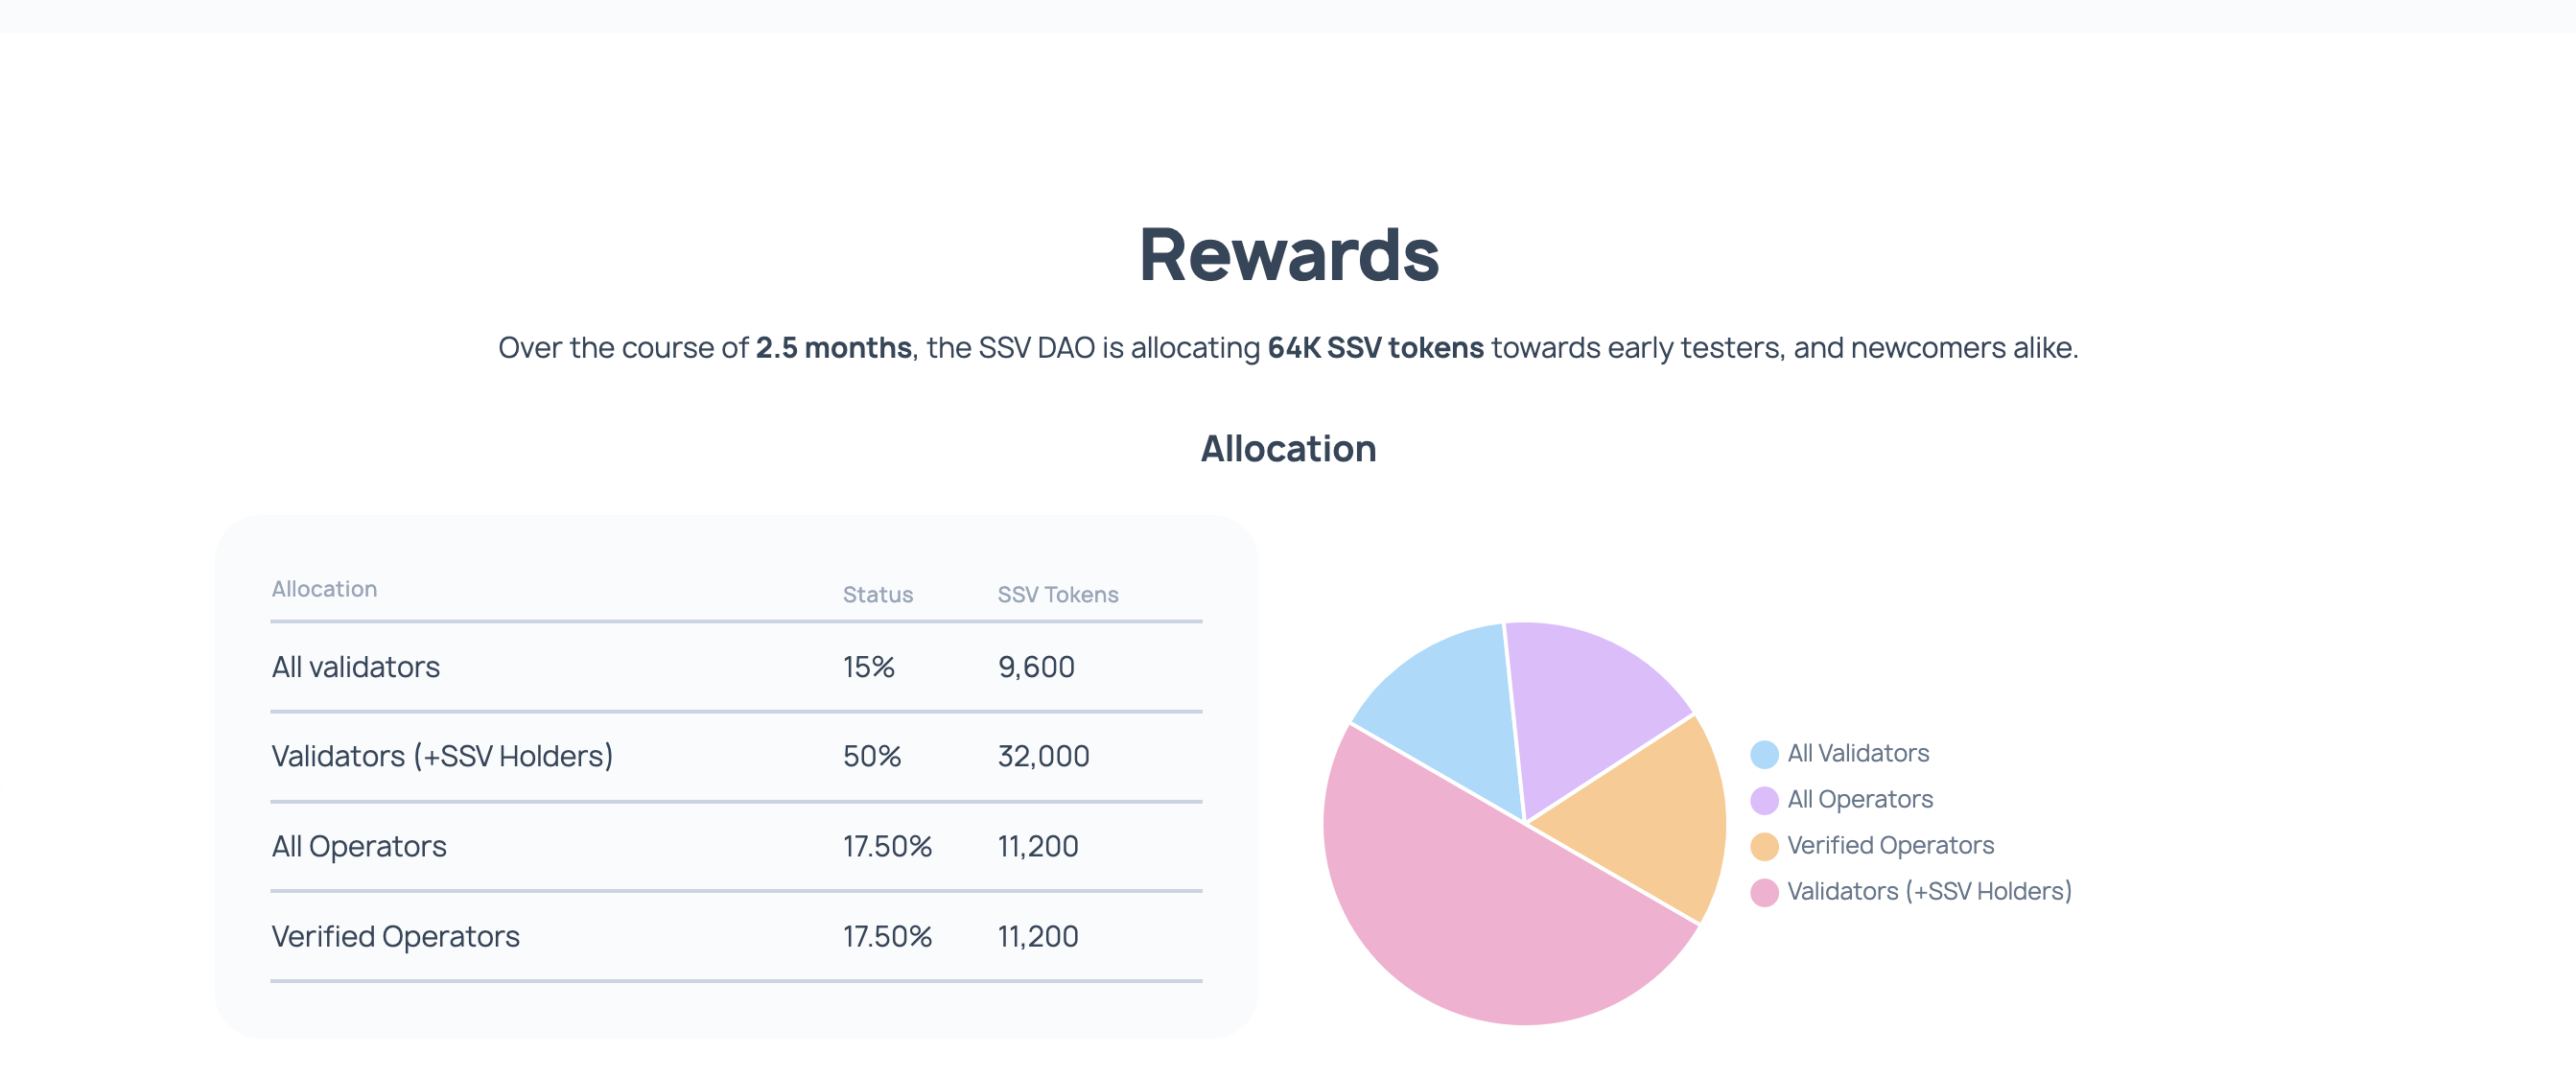 Rewards
Over the course of 2.5 months, the SSV DAO is allocating 64K SSV tokens towards early testers, and newcomers alike.
Allocation
Allocation Status SSV Tokens
All validators 15% 9,600
Validators (+SSV Holders) 50% 32,000
All Operators 17.50% 11,200
Verified Operators 17.50% 11,200
All Validators
All Operators
Verified Operators
Validators (+SSV Holders)